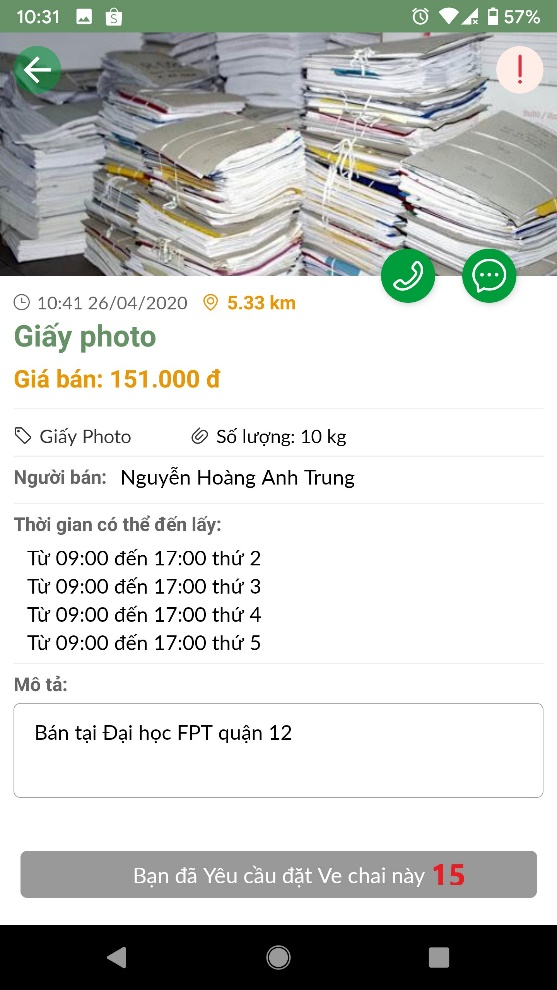 10:31 57%
10:41 26/04/2020 5.33 km
Giấy photo
Giá bán: 151.000 đ
Giấy Photo Số lượng: 10 kg
Người bán: Nguyễn Hoàng Anh Trung
Thời gian có thể đến lấy:
Từ 09:00 đến 17:00 thứ 2
Từ 09:00 đến 17:00 thứ 3
Từ 09:00 đến 17:00 thứ 4
Từ 09:00 đến 17:00 thứ 5
Mô tả:
Bán tại Đại học FPT quận 12
Bạn đã Yêu cầu đặt Ve chai này 15